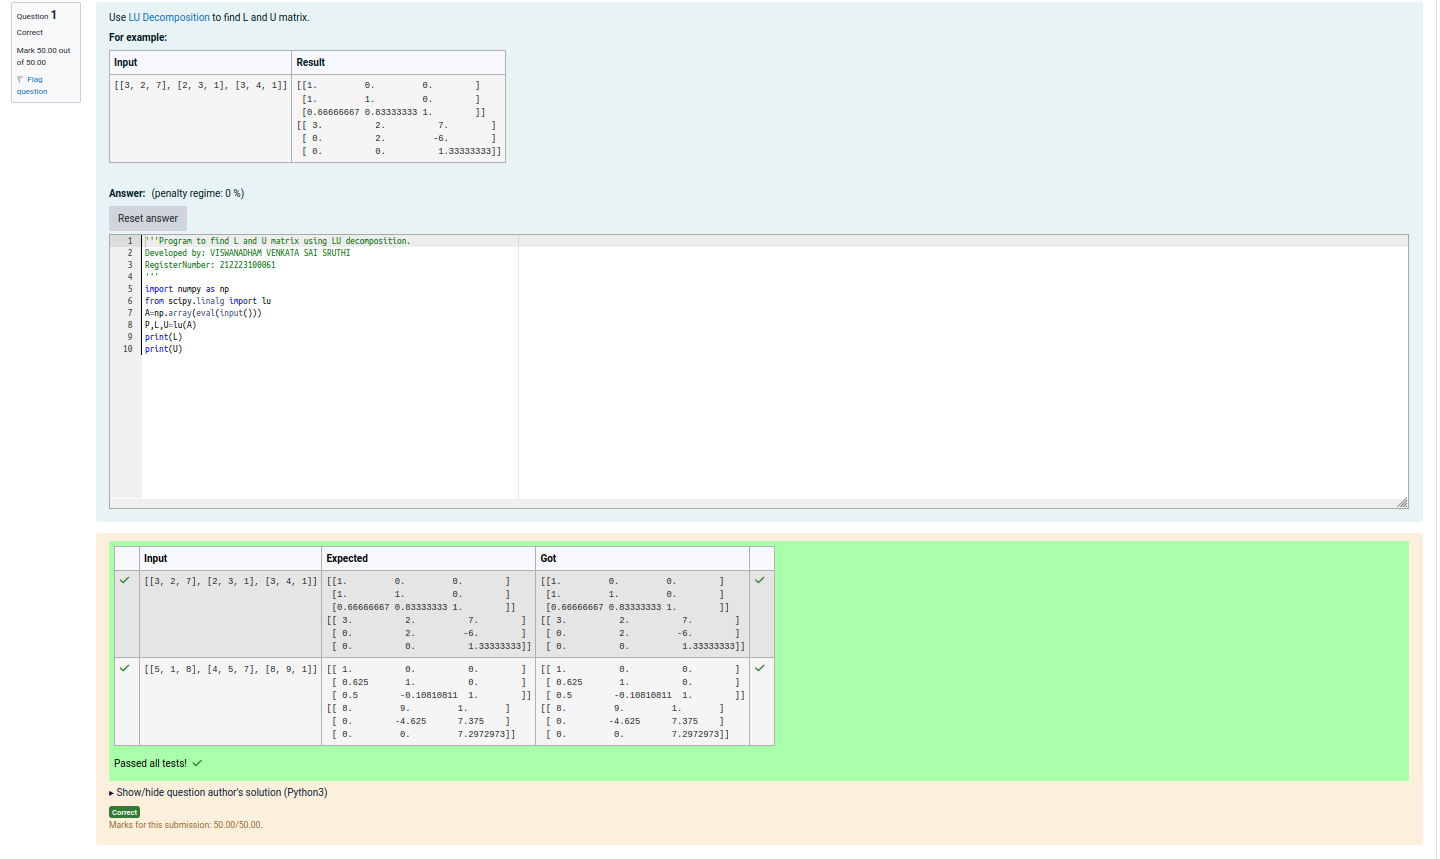 Question 1
Correct
Mark 50.00 out
of 50.00
Flag
question
Use LU Decomposition to find L and U matrix.
For example:
Input Result
[[3, 2, 7], [2, 3, 1], [3, 4, 1]] [[1. 0. 0. ]
[1. 1. 0. ]
[0.66666667 0.83333333 1. ]]
[[ 3. 2. 7. ]
[ 0. 2. -6. ]
[ 0. 0. 1.33333333]]
Answer: (penalty regime: 0 %)
Reset answer
1 '''Program to find L and U matrix using LU decomposition.
2 Developed by: VISWANADHAM VENKATA SAI SRUTHI
3 RegisterNumber: 212223100061
4 '''
5 import numpy as np
6 from scipy.linalg import lu
7 A=np.array(eval(input()))
8 P,L,U=lu(A)
9 print(L)
10 print(U)
Input Expected Got
[[3, 2, 7], [2, 3, 1], [3, 4, 1]] [[1. 0. 0. ] [[1. 0. 0. ]
[1. 1. 0. ] [1. 1. 0. ]
[0.66666667 0.83333333 1. ]] [0.66666667 0.83333333 1. ]]
[[ 3. 2. 7. ] [[ 3. 2. 7. ]
[ 0. 2. -6. ] [ 0. 2. -6. ]
[ 0. 0. 1.33333333]] [ 0. 0. 1.33333333]]
[[5, 1, 8], [4, 5, 7], [8, 9, 1]] [[ 1. 0. 0. ] [[ 1. 0. 0. ]
[ 0.625 1. 0. ] [ 0.625 1. 0. ]
[ 0.5 -0.10810811 1. ]] [ 0.5 -0.10810811 1. ]]
[[ 8. 9. 1. ] [[ 8. 9. 1. ]
[ 0. -4.625 7.375 ] [ 0. -4.625 7.375 ]
[ 0. 0. 7.2972973]] [ 0. 0. 7.2972973]]
Passed all tests!
Show/hide question author's solution (Python3)
Correct
Marks for this submission: 50.00/50.00.